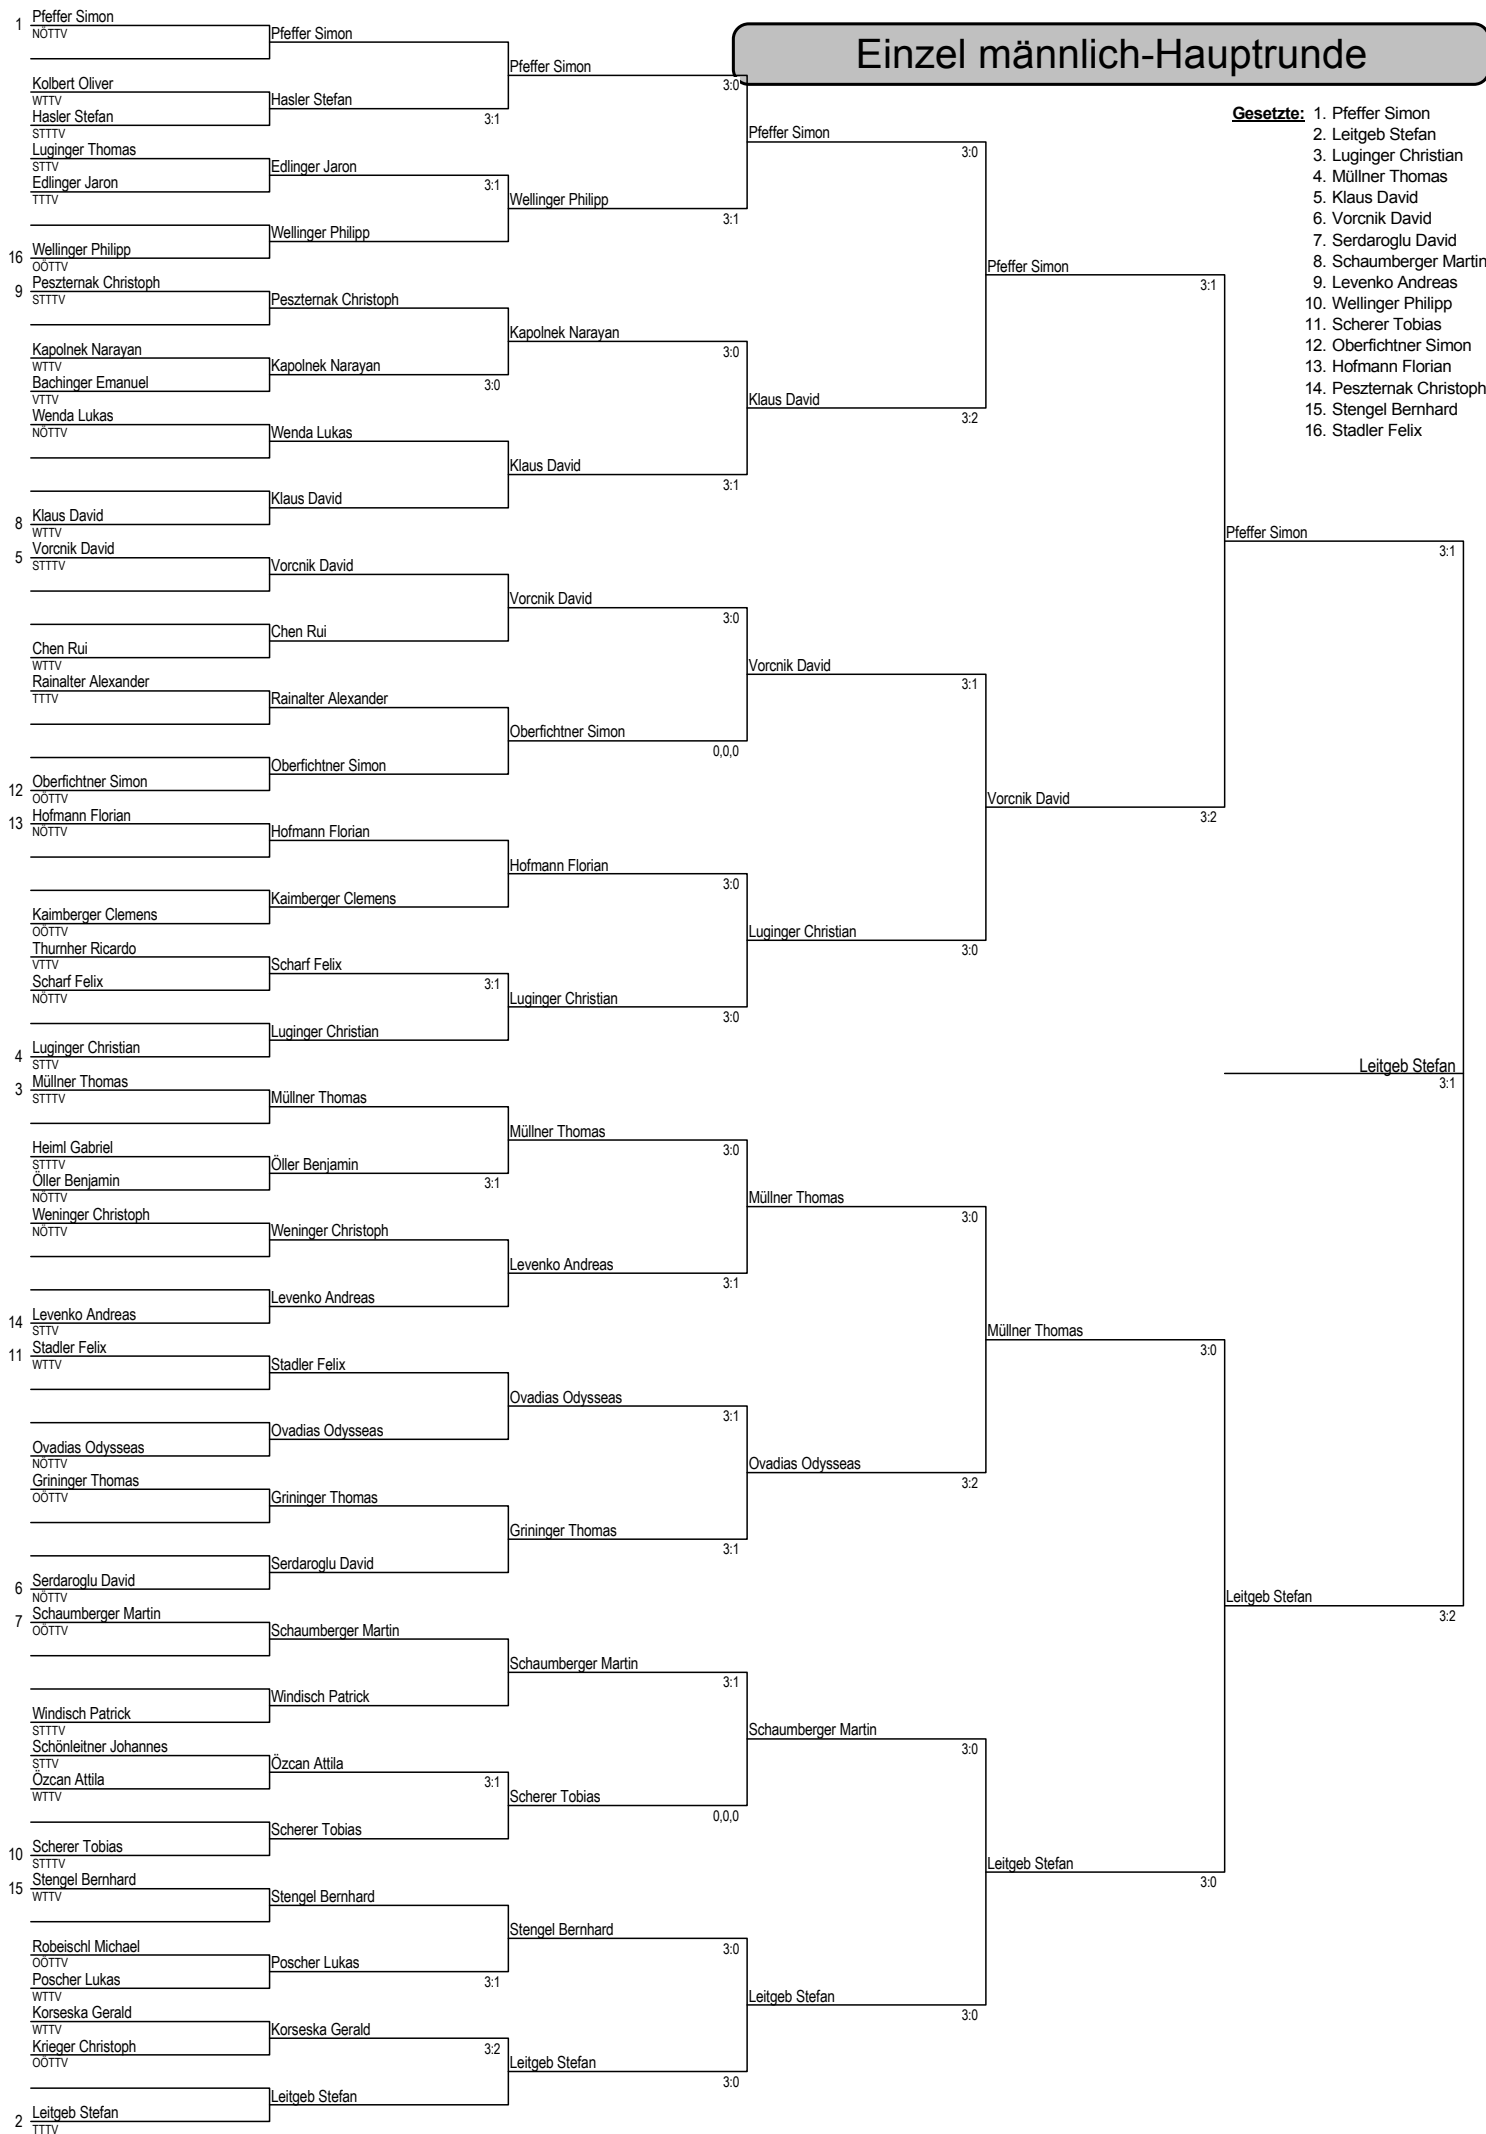 Einzel männlich-Hauptrunde
Gesetzte: 1. Pfeffer Simon
2. Leitgeb Stefan
3. Luginger Christian
4. Müllner Thomas
5. Klaus David
6. Vorcnik David
7. Serdaroglu David
8. Schaumberger Martin
9. Levenko Andreas
10. Wellinger Philipp
11. Scherer Tobias
12. Oberfichtner Simon
13. Hofmann Florian
14. Peszternak Christoph
15. Stengel Bernhard
16. Stadler Felix
1 Pfeffer Simon
NÖTTV
Kolbert Oliver
WTTV
Hasler Stefan
STTTV
Luginger Thomas
STTV
Edlinger Jaron
TTTV
16 Wellinger Philipp
OÖTTV
9 Peszternak Christoph
STTTV
Kapolnek Narayan
WTTV
Bachinger Emanuel
VTTV
Wenda Lukas
NÖTTV
8 Klaus David
WTTV
5 Vorcnik David
STTTV
Chen Rui
WTTV
Rainalter Alexander
TTTV
12 Oberfichtner Simon
OÖTTV
13 Hofmann Florian
NÖTTV
Kaimberger Clemens
OÖTTV
Thurnher Ricardo
VTTV
Scharf Felix
NÖTTV
4 Luginger Christian
STTV
3 Müllner Thomas
STTTV
Heiml Gabriel
STTTV
Öller Benjamin
NÖTTV
Weninger Christoph
NÖTTV
14 Levenko Andreas
STTV
11 Stadler Felix
WTTV
Ovadias Odysseas
NÖTTV
Grininger Thomas
OÖTTV
6 Serdaroglu David
NÖTTV
7 Schaumberger Martin
OÖTTV
Windisch Patrick
STTTV
Schönleitner Johannes
STTV
Özcan Attila
WTTV
10 Scherer Tobias
STTTV
15 Stengel Bernhard
WTTV
Robeischl Michael
OÖTTV
Poscher Lukas
WTTV
Korseska Gerald
WTTV
Krieger Christoph
OÖTTV
2 Leitgeb Stefan
TTTV
Pfeffer Simon
Hasler Stefan
3:1
Edlinger Jaron
3:1
Wellinger Philipp
Peszternak Christoph
Kapolnek Narayan
3:0
Wenda Lukas
Klaus David
Vorcnik David
Chen Rui
Rainalter Alexander
Oberfichtner Simon
Hofmann Florian
Kaimberger Clemens
Scharf Felix
3:1
Luginger Christian
Müllner Thomas
Öller Benjamin
3:1
Weninger Christoph
Levenko Andreas
Stadler Felix
Ovadias Odysseas
Grininger Thomas
Serdaroglu David
Schaumberger Martin
Windisch Patrick
Özcan Attila
3:1
Scherer Tobias
Stengel Bernhard
Poscher Lukas
3:1
Korseska Gerald
3:2
Leitgeb Stefan
Pfeffer Simon
3:0
Wellinger Philipp
3:1
Kapolnek Narayan
3:0
Klaus David
3:1
Vorcnik David
3:0
Oberfichtner Simon
0,0,0
Hofmann Florian
3:0
Luginger Christian
3:0
Müllner Thomas
3:0
Levenko Andreas
3:1
Ovadias Odysseas
3:1
Grininger Thomas
3:1
Schaumberger Martin
3:1
Scherer Tobias
0,0,0
Stengel Bernhard
3:0
Leitgeb Stefan
3:0
Pfeffer Simon
3:0
Klaus David
3:2
Vorcnik David
3:1
Luginger Christian
3:0
Müllner Thomas
3:0
Ovadias Odysseas
3:2
Schaumberger Martin
3:0
Leitgeb Stefan
3:0
Pfeffer Simon
3:1
Vorcnik David
3:2
Müllner Thomas
3:0
Leitgeb Stefan
3:0
Pfeffer Simon
3:1
Leitgeb Stefan
3:2
Leitgeb Stefan
3:1